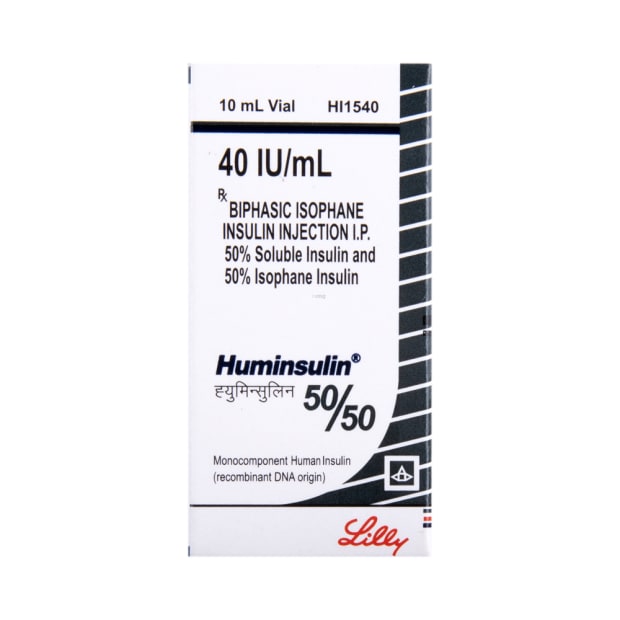 10 mL Vial HI1540
40 IU/mL
℞
BIPHASIC ISOPHANE
INSULIN INJECTION I.P.
50% Soluble Insulin and
50% Isophane Insulin
Huminsulin®
ह्युमिन्सुलिन 50/50
Monocomponent Human Insulin
(recombinant DNA origin)
Lilly